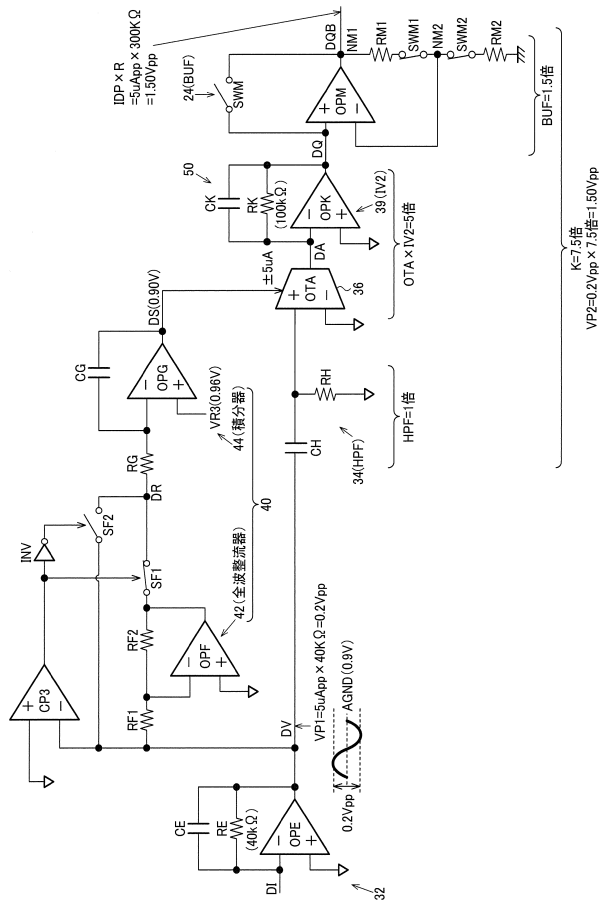 DI
32
OPE
−
+
CE
RE
(40kΩ)
0.2Vpp
AGND(0.9V)
DV
VP1=5uApp×40KΩ=0.2Vpp
CP3
+
−
INV
RF1
RF2
OPF
−
+
42(全波整流器)
SF1
SF2
DR
RG
CG
OPG
−
+
VR3(0.96V)
44(積分器)
40
DS(0.90V)
±5uA
CH
RH
34(HPF)
HPF=1倍
OTA
+
−
36
DA
50
CK
RK
(100kΩ)
OPK
−
+
39(IV2)
OTA×IV2=5倍
DQ
24(BUF)
SWM
OPM
+
−
DQB
NM1
RM1
SWM1
NM2
SWM2
RM2
IDP×R
=5uApp×300KΩ
=1.50Vpp
BUF=1.5倍
K=7.5倍
VP2=0.2Vpp×7.5倍=1.50Vpp